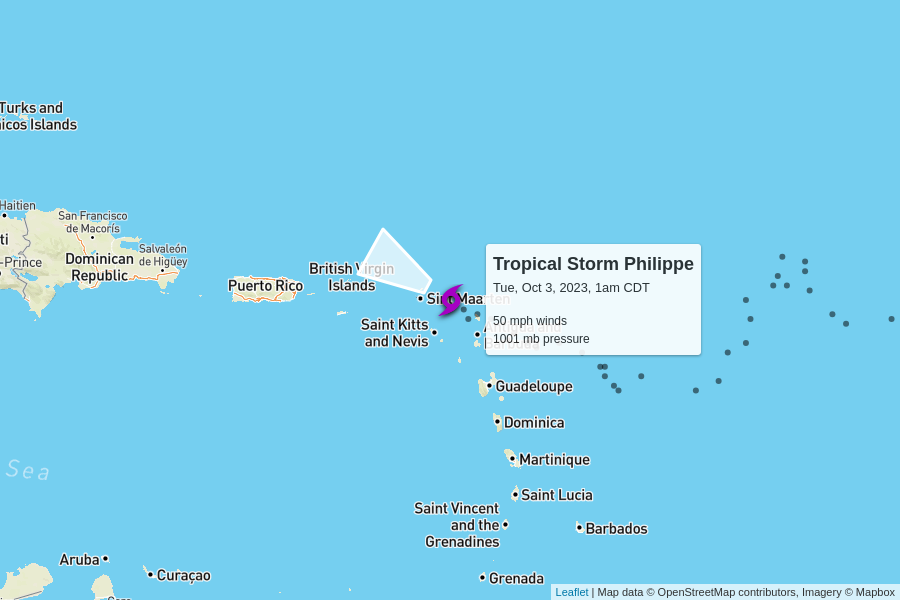 Turks and
icos Islands
Haitien
San Francisco
de Macorís
ti
-Prince
Dominican
Republic
Salvaleón
de Higüey
Puerto Rico
British Virgin
Islands
Sint Maarten
Saint Kitts
and Nevis
Antigua and
Barbuda
Tropical Storm Philippe
Tue, Oct 3, 2023, 1am CDT
50 mph winds
1001 mb pressure
Guadeloupe
Dominica
Martinique
Sea
Saint Lucia
Saint Vincent
and the
Grenadines
Barbados
Aruba
Curaçao
Grenada
Leaflet | Map data © OpenStreetMap contributors, Imagery © Mapbox